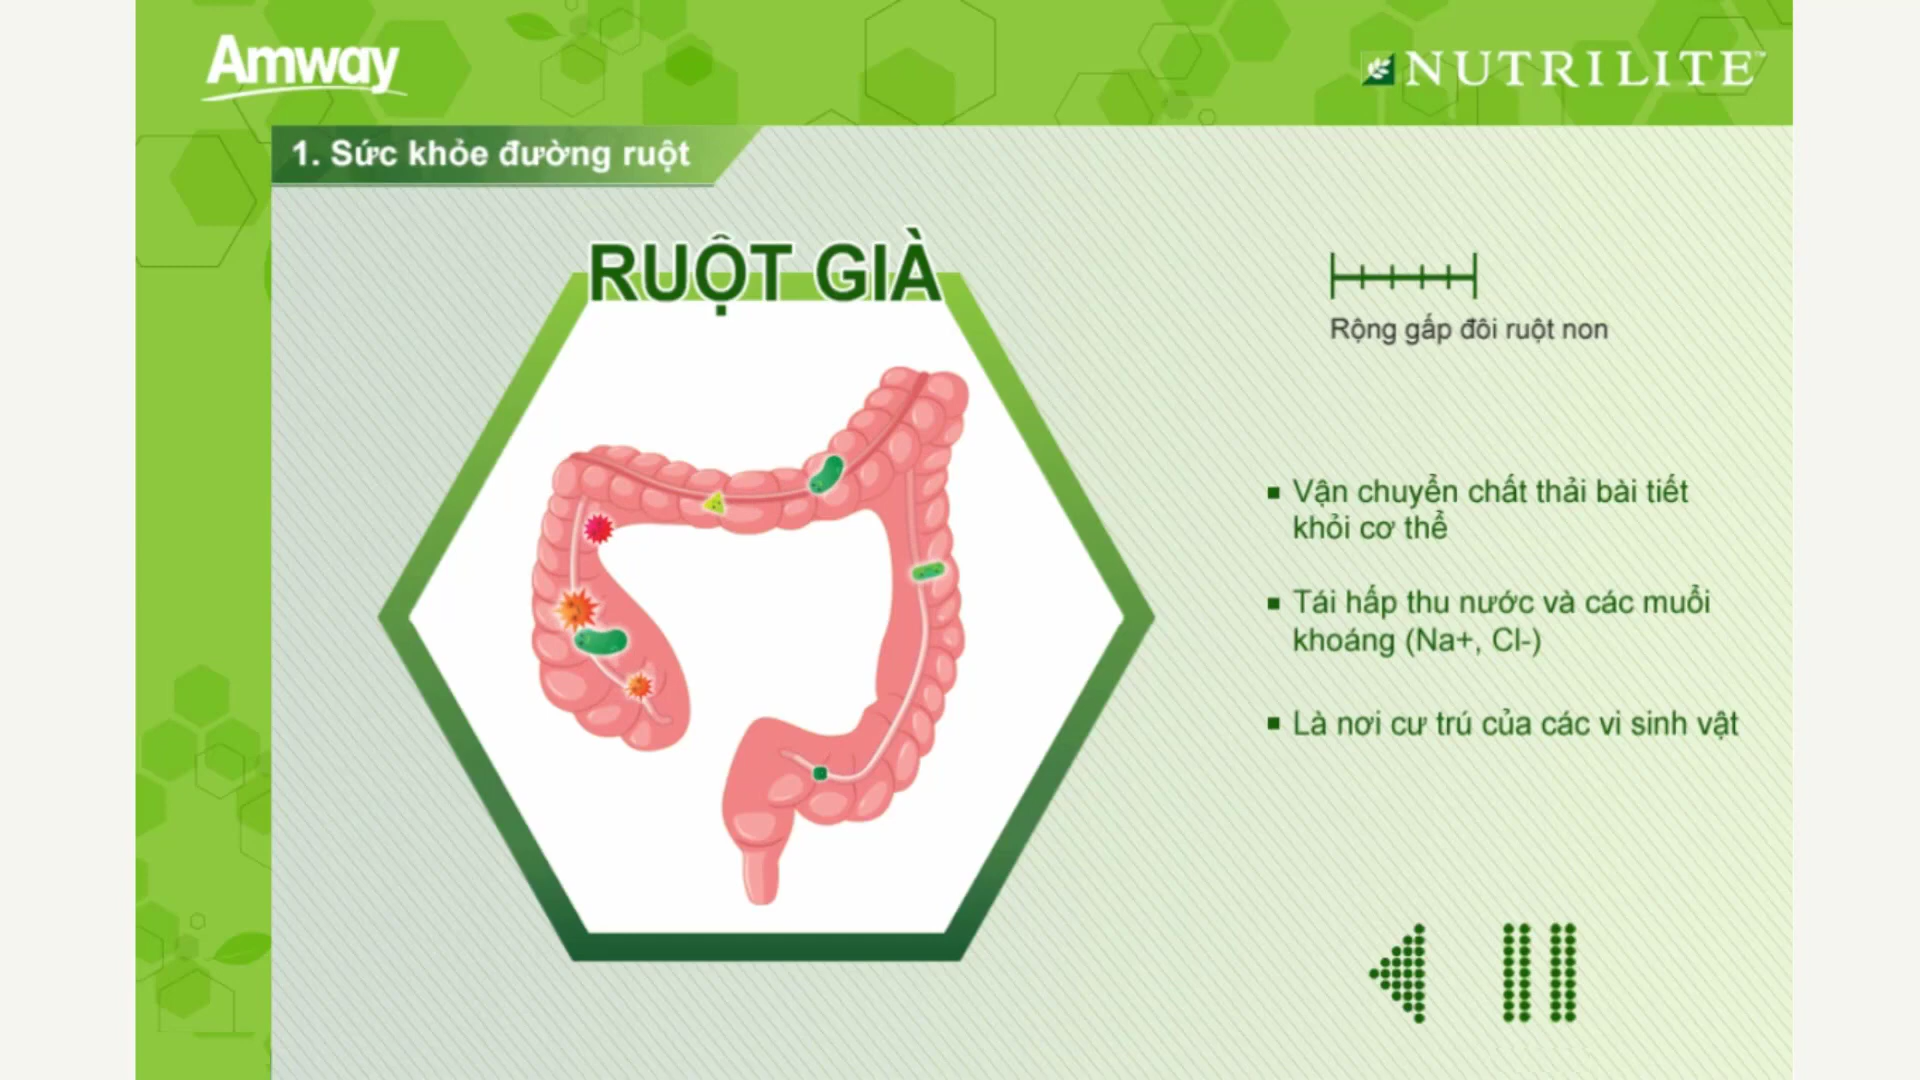 Amway
NUTRILITE™
1. Sức khỏe đường ruột
RUỘT GIÀ
Rộng gấp đôi ruột non
▪ Vận chuyển chất thải bài tiết
khỏi cơ thể
▪ Tái hấp thu nước và các muổi
khoáng (Na+, Cl-)
▪ Là nơi cư trú của các vi sinh vật